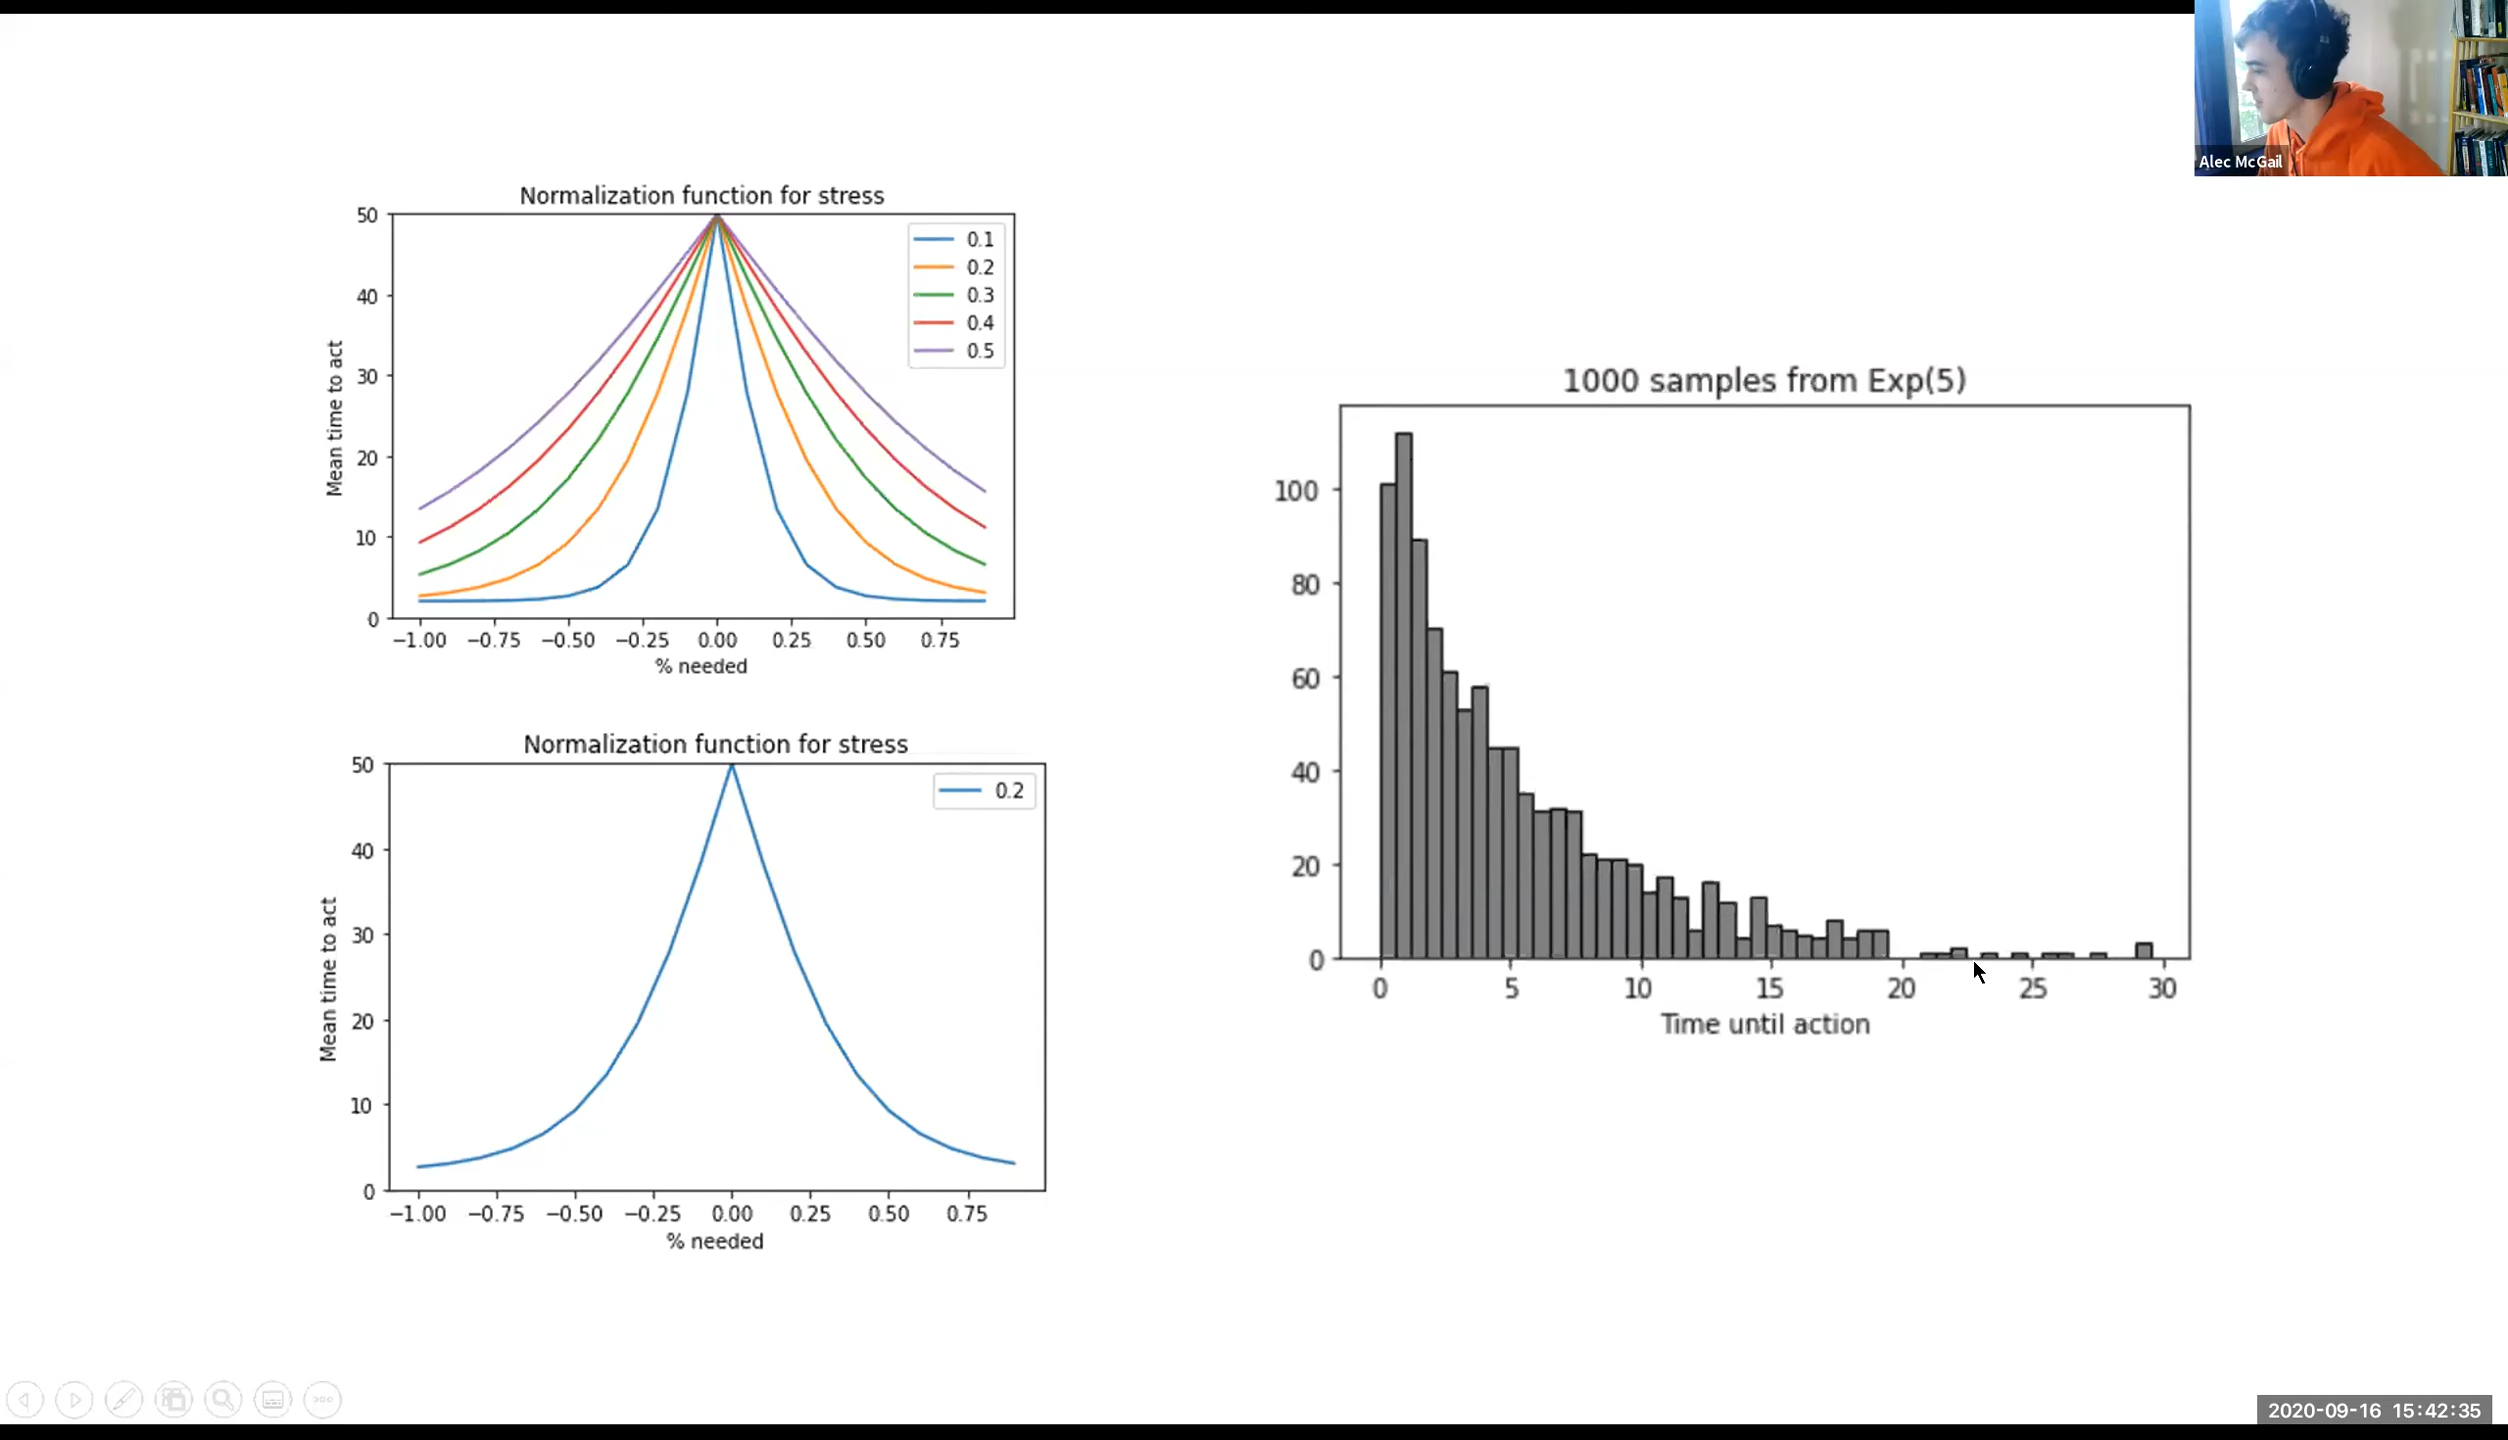 Alec McGail
Normalization function for stress
50
40
30
20
10
0
Mean time to act
0.1
0.2
0.3
0.4
0.5
−1.00 −0.75 −0.50 −0.25 0.00 0.25 0.50 0.75
% needed
Normalization function for stress
50
40
30
20
10
0
Mean time to act
0.2
−1.00 −0.75 −0.50 −0.25 0.00 0.25 0.50 0.75
% needed
1000 samples from Exp(5)
100
80
60
40
20
0
0 5 10 15 20 25 30
Time until action
2020-09-16 15:42:35